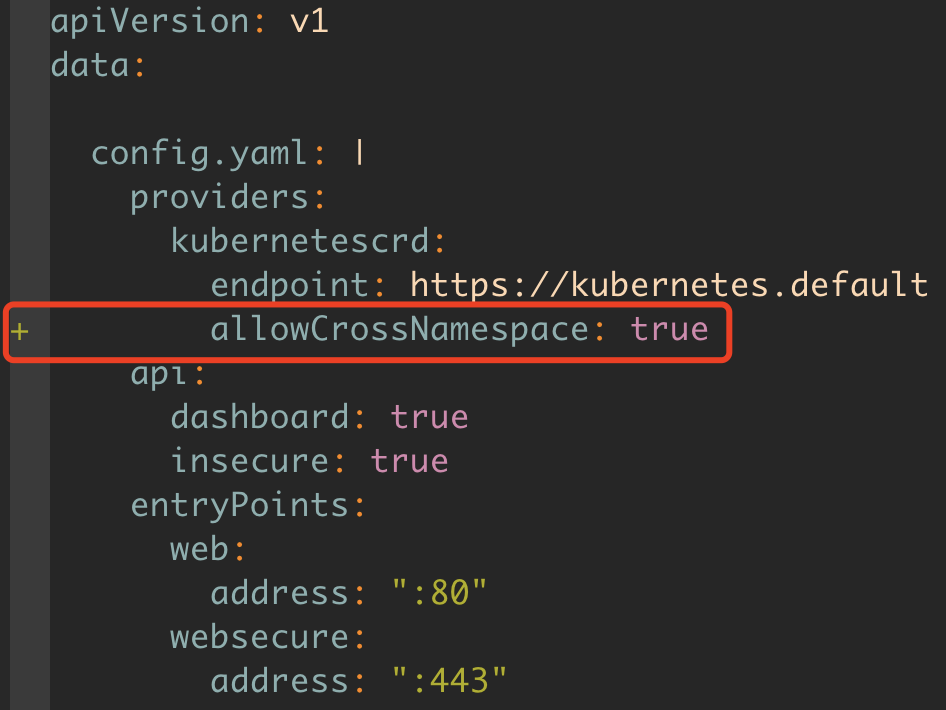 apiVersion: v1
data:
config.yaml: |
providers:
kubernetescrd:
endpoint: https://kubernetes.default
+ allowCrossNamespace: true
api:
dashboard: true
insecure: true
entryPoints:
web:
address: ":80"
websecure:
address: ":443"